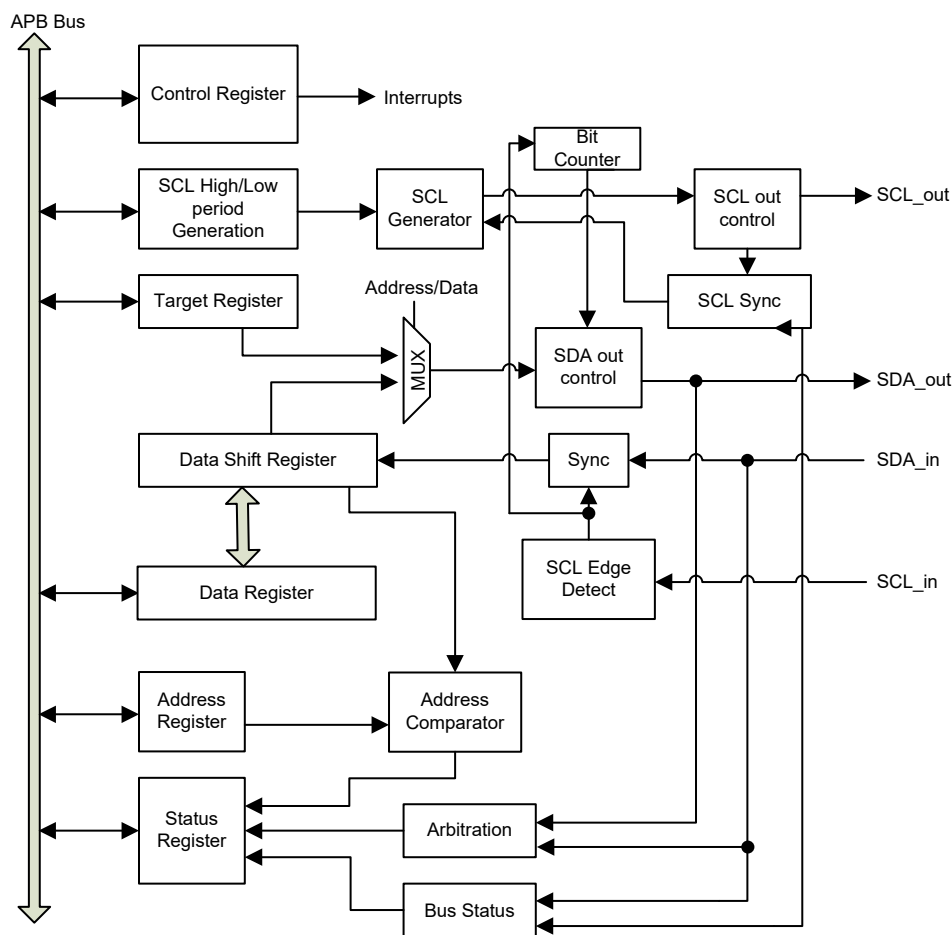 APB Bus
Control Register
Interrupts
Bit
Counter
SCL High/Low
period
Generation
SCL
Generator
SCL out
control
SCL_out
Target Register
Address/Data
SCL Sync
MUX
SDA out
control
SDA_out
Data Shift Register
Sync
SDA_in
SCL Edge
Detect
SCL_in
Data Register
Address
Register
Address
Comparator
Status
Register
Arbitration
Bus Status